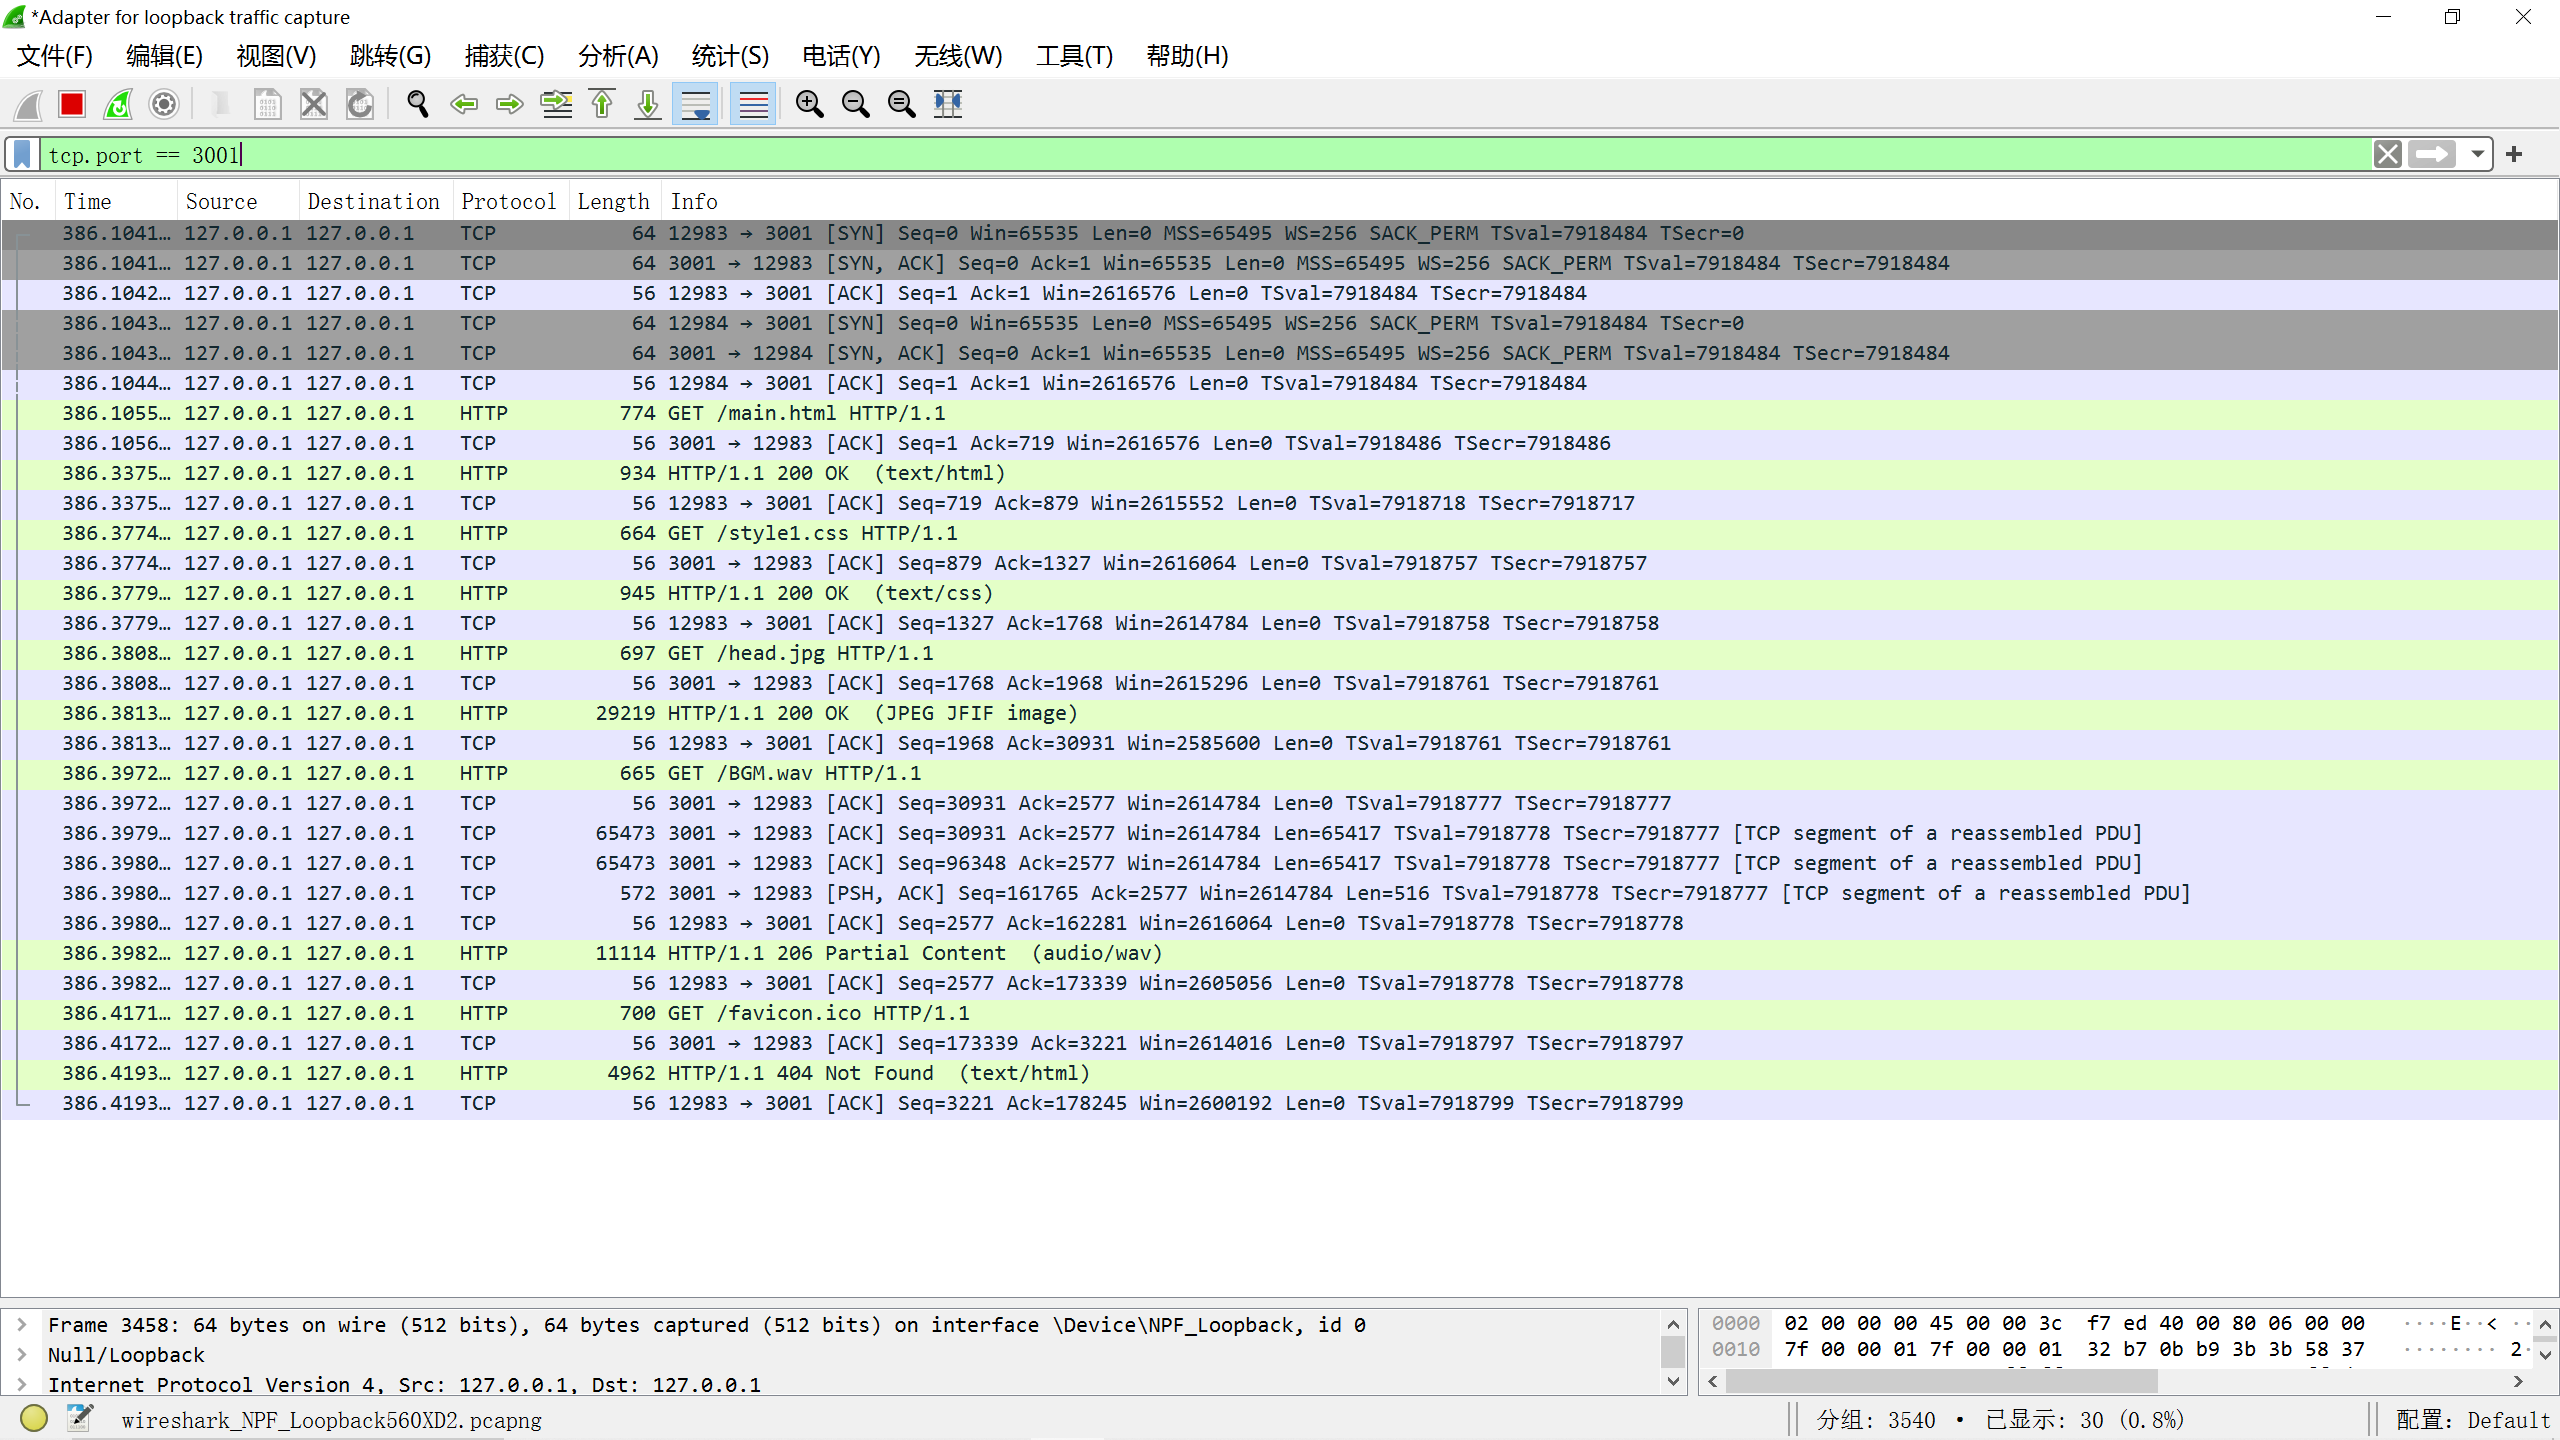 *Adapter for loopback traffic capture
文件(F) 编辑(E) 视图(V) 跳转(G) 捕获(C) 分析(A) 统计(S) 电话(Y) 无线(W) 工具(T) 帮助(H)
tcp.port == 3001
No. Time Source Destination Protocol Length Info
386.1041… 127.0.0.1 127.0.0.1 TCP 64 12983 → 3001 [SYN] Seq=0 Win=65535 Len=0 MSS=65495 WS=256 SACK_PERM TSval=7918484 TSecr=0
386.1041… 127.0.0.1 127.0.0.1 TCP 64 3001 → 12983 [SYN, ACK] Seq=0 Ack=1 Win=65535 Len=0 MSS=65495 WS=256 SACK_PERM TSval=7918484 TSecr=7918484
386.1042… 127.0.0.1 127.0.0.1 TCP 56 12983 → 3001 [ACK] Seq=1 Ack=1 Win=2616576 Len=0 TSval=7918484 TSecr=7918484
386.1043… 127.0.0.1 127.0.0.1 TCP 64 12984 → 3001 [SYN] Seq=0 Win=65535 Len=0 MSS=65495 WS=256 SACK_PERM TSval=7918484 TSecr=0
386.1043… 127.0.0.1 127.0.0.1 TCP 64 3001 → 12984 [SYN, ACK] Seq=0 Ack=1 Win=65535 Len=0 MSS=65495 WS=256 SACK_PERM TSval=7918484 TSecr=7918484
386.1044… 127.0.0.1 127.0.0.1 TCP 56 12984 → 3001 [ACK] Seq=1 Ack=1 Win=2616576 Len=0 TSval=7918484 TSecr=7918484
386.1055… 127.0.0.1 127.0.0.1 HTTP 774 GET /main.html HTTP/1.1
386.1056… 127.0.0.1 127.0.0.1 TCP 56 3001 → 12983 [ACK] Seq=1 Ack=719 Win=2616576 Len=0 TSval=7918486 TSecr=7918486
386.3375… 127.0.0.1 127.0.0.1 HTTP 934 HTTP/1.1 200 OK (text/html)
386.3375… 127.0.0.1 127.0.0.1 TCP 56 12983 → 3001 [ACK] Seq=719 Ack=879 Win=2615552 Len=0 TSval=7918718 TSecr=7918717
386.3774… 127.0.0.1 127.0.0.1 HTTP 664 GET /style1.css HTTP/1.1
386.3774… 127.0.0.1 127.0.0.1 TCP 56 3001 → 12983 [ACK] Seq=879 Ack=1327 Win=2616064 Len=0 TSval=7918757 TSecr=7918757
386.3779… 127.0.0.1 127.0.0.1 HTTP 945 HTTP/1.1 200 OK (text/css)
386.3779… 127.0.0.1 127.0.0.1 TCP 56 12983 → 3001 [ACK] Seq=1327 Ack=1768 Win=2614784 Len=0 TSval=7918758 TSecr=7918758
386.3808… 127.0.0.1 127.0.0.1 HTTP 697 GET /head.jpg HTTP/1.1
386.3808… 127.0.0.1 127.0.0.1 TCP 56 3001 → 12983 [ACK] Seq=1768 Ack=1968 Win=2615296 Len=0 TSval=7918761 TSecr=7918761
386.3813… 127.0.0.1 127.0.0.1 HTTP 29219 HTTP/1.1 200 OK (JPEG JFIF image)
386.3813… 127.0.0.1 127.0.0.1 TCP 56 12983 → 3001 [ACK] Seq=1968 Ack=30931 Win=2585600 Len=0 TSval=7918761 TSecr=7918761
386.3972… 127.0.0.1 127.0.0.1 HTTP 665 GET /BGM.wav HTTP/1.1
386.3972… 127.0.0.1 127.0.0.1 TCP 56 3001 → 12983 [ACK] Seq=30931 Ack=2577 Win=2614784 Len=0 TSval=7918777 TSecr=7918777
386.3979… 127.0.0.1 127.0.0.1 TCP 65473 3001 → 12983 [ACK] Seq=30931 Ack=2577 Win=2614784 Len=65417 TSval=7918778 TSecr=7918777 [TCP segment of a reassembled PDU]
386.3980… 127.0.0.1 127.0.0.1 TCP 65473 3001 → 12983 [ACK] Seq=96348 Ack=2577 Win=2614784 Len=65417 TSval=7918778 TSecr=7918777 [TCP segment of a reassembled PDU]
386.3980… 127.0.0.1 127.0.0.1 TCP 572 3001 → 12983 [PSH, ACK] Seq=161765 Ack=2577 Win=2614784 Len=516 TSval=7918778 TSecr=7918777 [TCP segment of a reassembled PDU]
386.3980… 127.0.0.1 127.0.0.1 TCP 56 12983 → 3001 [ACK] Seq=2577 Ack=162281 Win=2616064 Len=0 TSval=7918778 TSecr=7918778
386.3982… 127.0.0.1 127.0.0.1 HTTP 11114 HTTP/1.1 206 Partial Content (audio/wav)
386.3982… 127.0.0.1 127.0.0.1 TCP 56 12983 → 3001 [ACK] Seq=2577 Ack=173339 Win=2605056 Len=0 TSval=7918778 TSecr=7918778
386.4171… 127.0.0.1 127.0.0.1 HTTP 700 GET /favicon.ico HTTP/1.1
386.4172… 127.0.0.1 127.0.0.1 TCP 56 3001 → 12983 [ACK] Seq=173339 Ack=3221 Win=2614016 Len=0 TSval=7918797 TSecr=7918797
386.4193… 127.0.0.1 127.0.0.1 HTTP 4962 HTTP/1.1 404 Not Found (text/html)
386.4193… 127.0.0.1 127.0.0.1 TCP 56 12983 → 3001 [ACK] Seq=3221 Ack=178245 Win=2600192 Len=0 TSval=7918799 TSecr=7918799
Frame 3458: 64 bytes on wire (512 bits), 64 bytes captured (512 bits) on interface \Device\NPF_Loopback, id 0
Null/Loopback
Internet Protocol Version 4, Src: 127.0.0.1, Dst: 127.0.0.1
0000 02 00 00 00 45 00 00 3c f7 ed 40 00 80 06 00 00 ····E··< ··
0010 7f 00 00 01 7f 00 00 01 32 b7 0b b9 3b 3b 58 37 ········ 2·
wireshark_NPF_Loopback560XD2.pcapng
分组: 3540 • 已显示: 30 (0.8%)
配置: Default